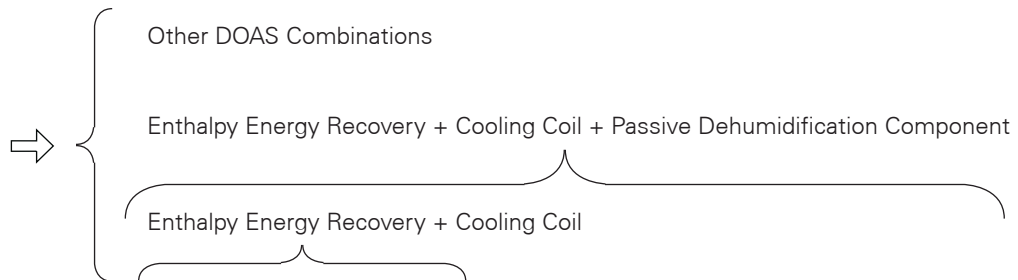 Other DOAS Combinations
Enthalpy Energy Recovery + Cooling Coil + Passive Dehumidification Component
Enthalpy Energy Recovery + Cooling Coil